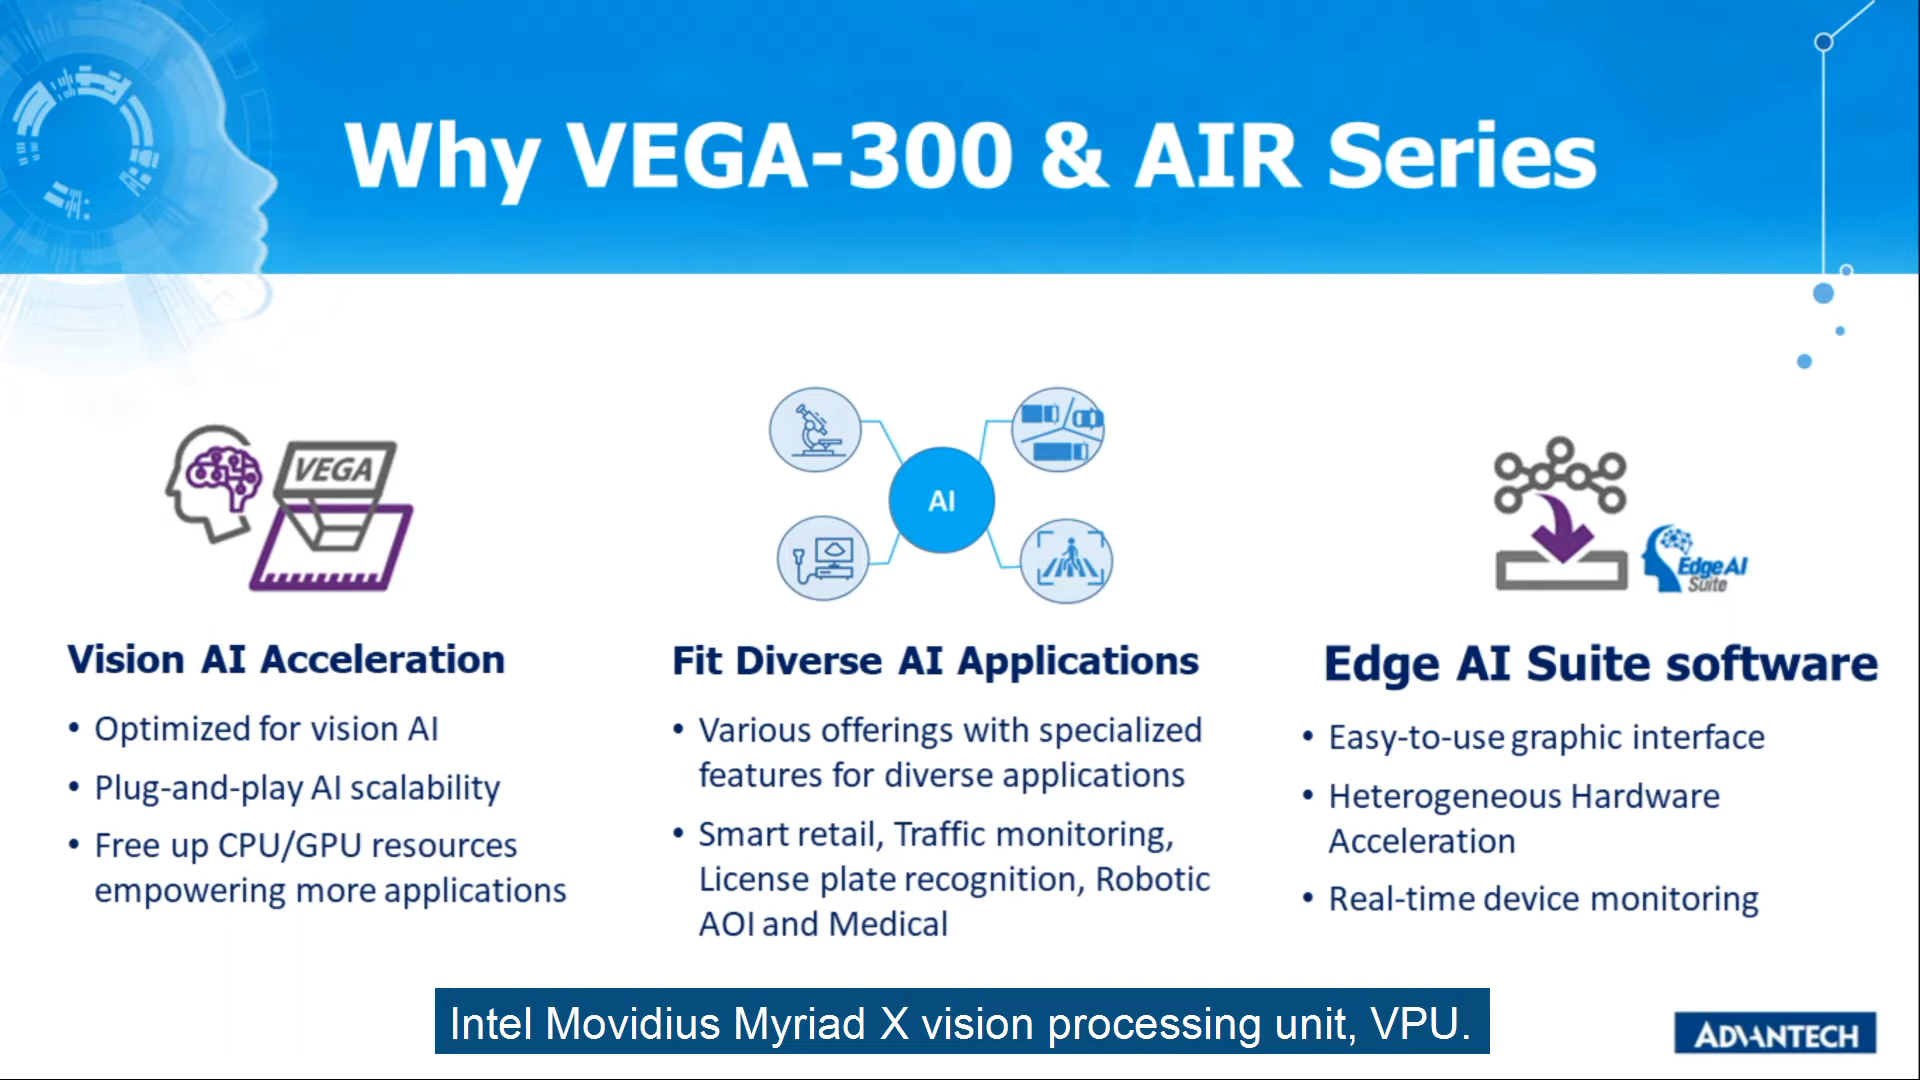 Why VEGA-300 & AIR Series
VEGA
AI
Edge AI
Suite
Vision AI Acceleration
• Optimized for vision AI
• Plug-and-play AI scalability
• Free up CPU/GPU resources
empowering more applications
Fit Diverse AI Applications
• Various offerings with specialized
features for diverse applications
• Smart retail, Traffic monitoring,
License plate recognition, Robotic
AOI and Medical
Edge AI Suite software
• Easy-to-use graphic interface
• Heterogeneous Hardware
Acceleration
• Real-time device monitoring
Intel Movidius Myriad X vision processing unit, VPU.
ADVANTECH